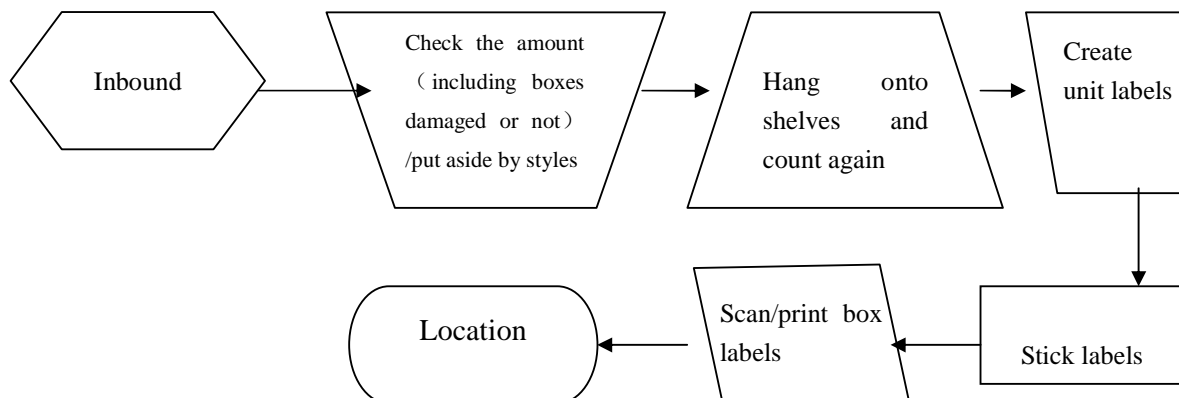 Inbound
Check the amount
（including boxes
damaged or not）
/put aside by styles
Hang onto
shelves and
count again
Create
unit labels
Location
Scan/print box
labels
Stick labels